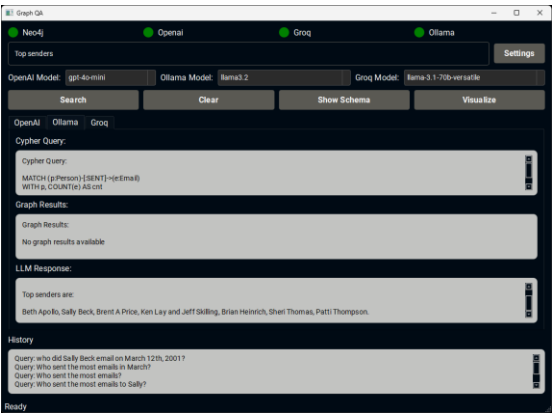 Graph QA
Neo4j Openai Groq Ollama
Top senders Settings
OpenAI Model: gpt-4o-mini Ollama Model: llama3.2 Groq Model: llama-3.1-70b-versatile
Search Clear Show Schema Visualize
OpenAI Ollama Groq
Cypher Query:
Cypher Query:
MATCH (p:Person)-[:SENT]->(e:Email)
WITH p, COUNT(e) AS cnt
Graph Results:
Graph Results:
No graph results available
LLM Response:
Top senders are:
Beth Apollo, Sally Beck, Brent A Price, Ken Lay and Jeff Skilling, Brian Heinrich, Sheri Thomas, Patti Thompson.
History
Query: who did Sally Beck email on March 12th, 2001?
Query: Who sent the most emails in March?
Query: Who sent the most emails?
Query: Who sent the most emails to Sally?
Ready